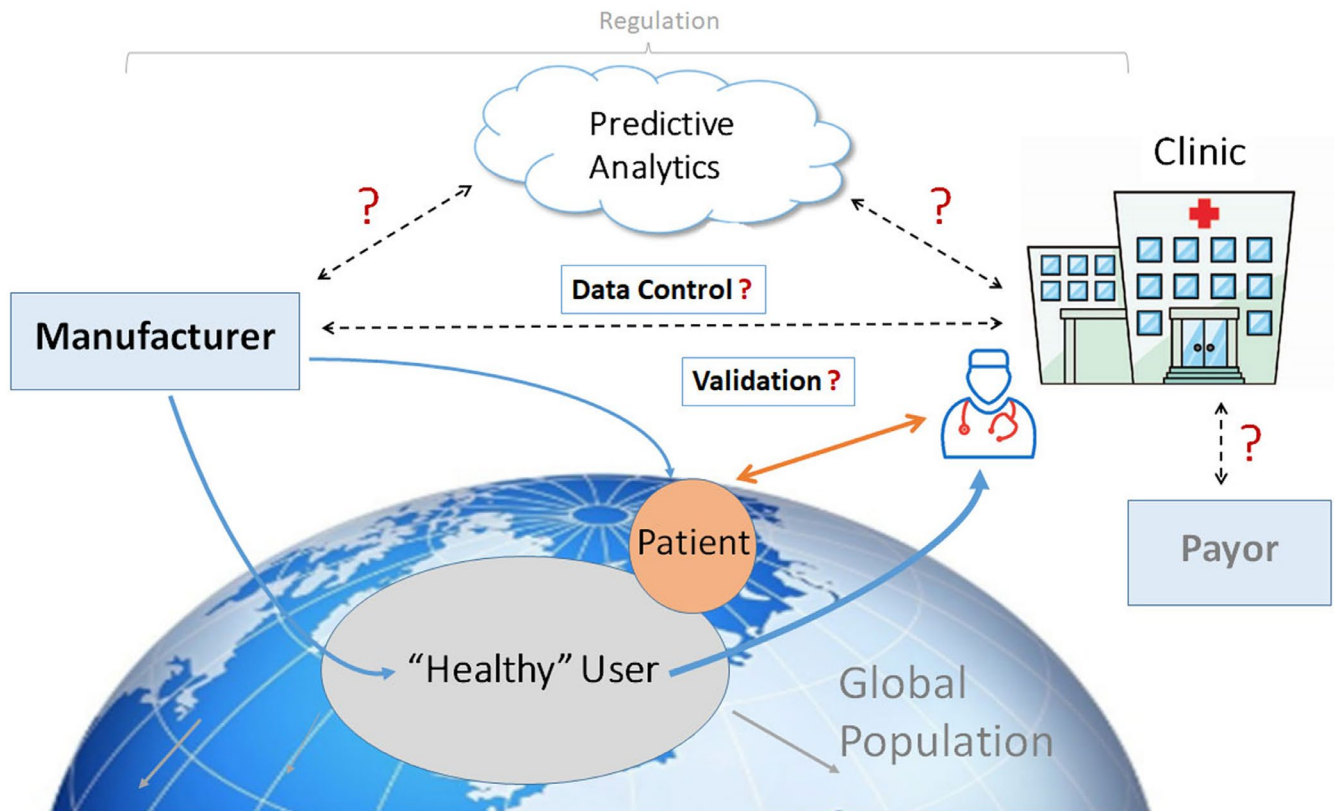 Regulation
Predictive
Analytics
Clinic
?
?
Data Control ?
Manufacturer
Validation ?
?
Patient
Payor
"Healthy" User
Global
Population